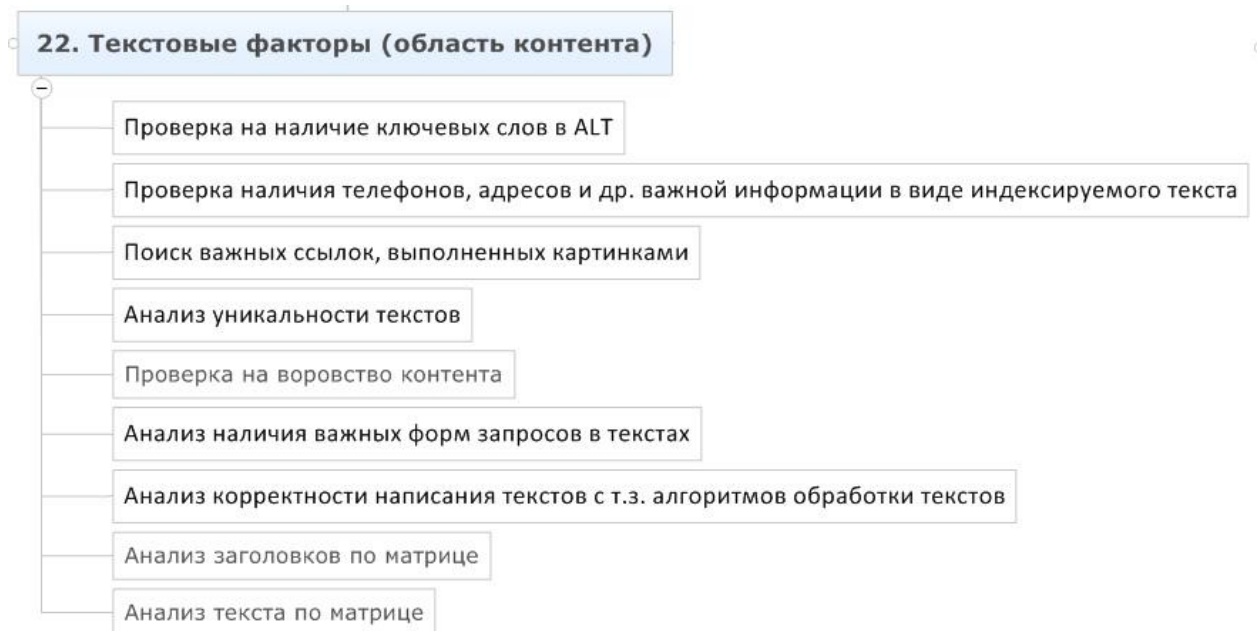 22. Текстовые факторы (область контента)
Проверка на наличие ключевых слов в ALT
Проверка наличия телефонов, адресов и др. важной информации в виде индексируемого текста
Поиск важных ссылок, выполненных картинками
Анализ уникальности текстов
Проверка на воровство контента
Анализ наличия важных форм запросов в текстах
Анализ корректности написания текстов с т.з. алгоритмов обработки текстов
Анализ заголовков по матрице
Анализ текста по матрице